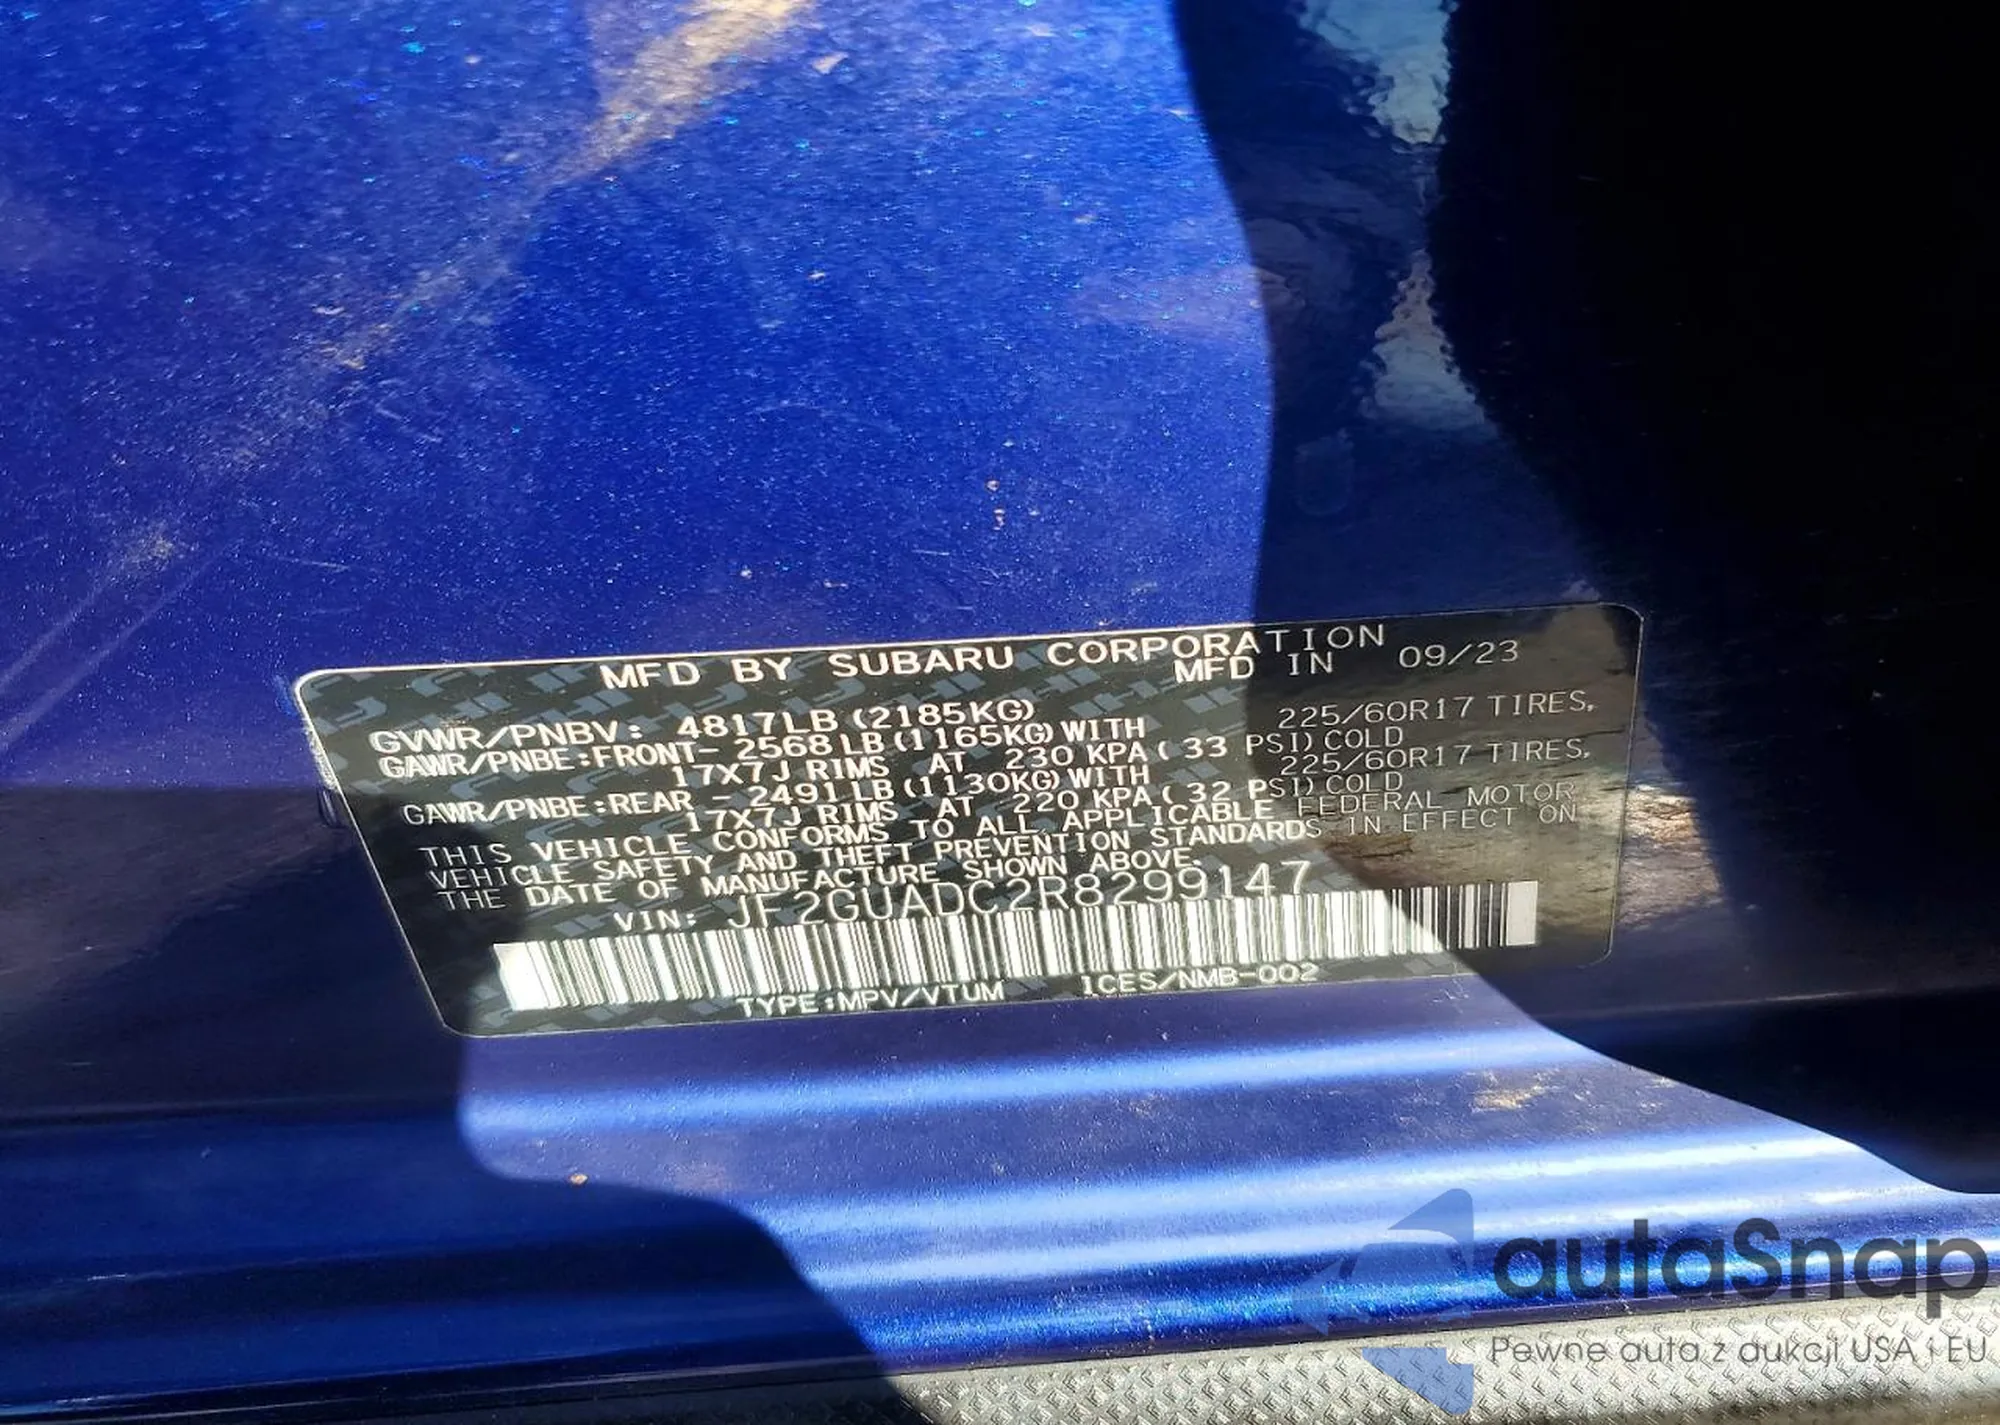 MFD BY SUBARU CORPORATION
MFD IN 09/23
GVWR/PNBV: 4817LB (2185KG)
GAWR/PNBE:FRONT- 2568LB(1165KG)WITH 225/60R17 TIRES,
17X7J RIMS AT 230 KPA( 33 PSI)COLD
GAWR/PNBE:REAR - 2491LB(1130KG)WITH 225/60R17 TIRES,
17X7J RIMS AT 220 KPA( 32 PSI)COLD
THIS VEHICLE CONFORMS TO ALL APPLICABLE FEDERAL MOTOR
VEHICLE SAFETY AND THEFT PREVENTION STANDARDS IN EFFECT ON
THE DATE OF MANUFACTURE SHOWN ABOVE.
VIN: JF2GUADC2R8299147
TYPE:MPV/VTUM ICES/NMB-002
autaSnap
Pewne auta z aukcji USA i EU